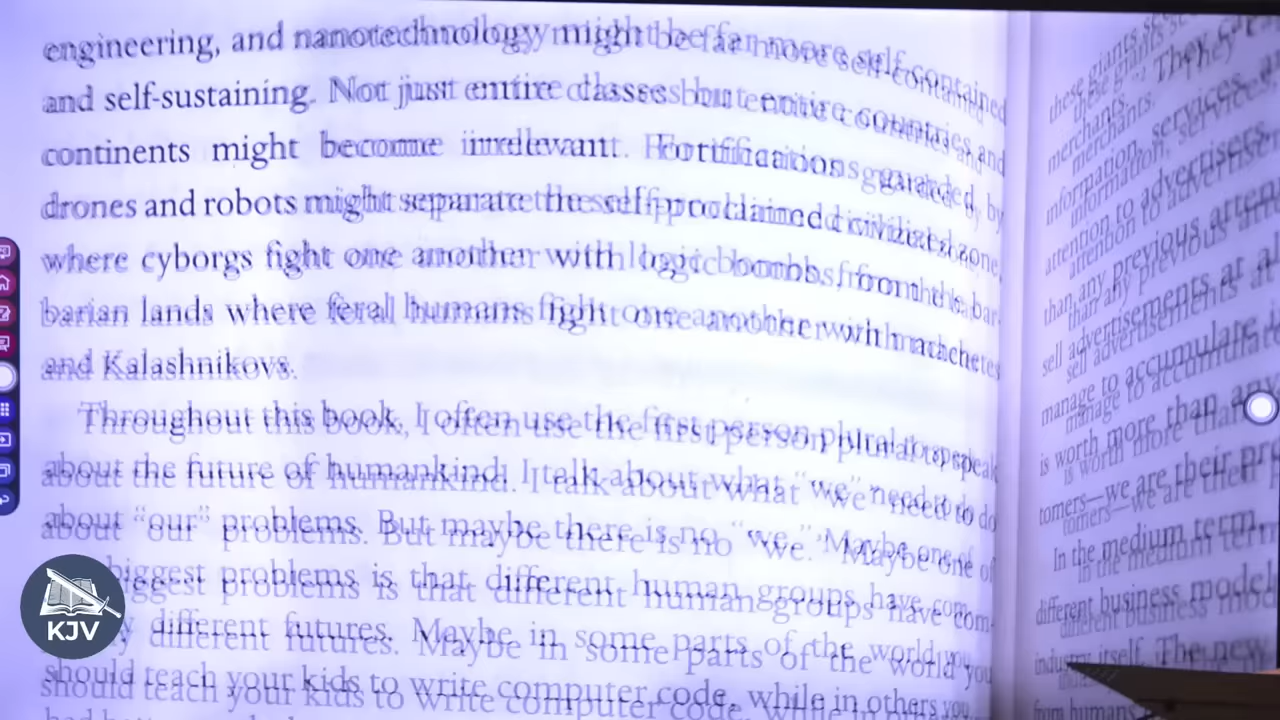 engineering, and nanotechnology might be far more self-contained
and self-sustaining. Not just entire classes but entire countries and
continents might become irrelevant. Fortifications guarded by
drones and robots might separate the self-proclaimed civilized zone,
where cyborgs fight one another with logic bombs, from the bar-
barian lands where feral humans fight one another with machetes
and Kalashnikovs.
Throughout this book, I often use the first person plural to speak
about the future of humankind. I talk about what “we” need to do
about “our” problems. But maybe there is no “we.” Maybe one of
biggest problems is that different human groups have com-
different futures. Maybe in some parts of the world you
should teach your kids to write computer code, while in others you
these giants
merchants. They
information, services,
attention to advertisers.
than any previous
sell advertisements at
manage to accumulate
is worth more than any
tomers—we are their
In the medium term,
different business model
industry itself. The new
from humans
KJV